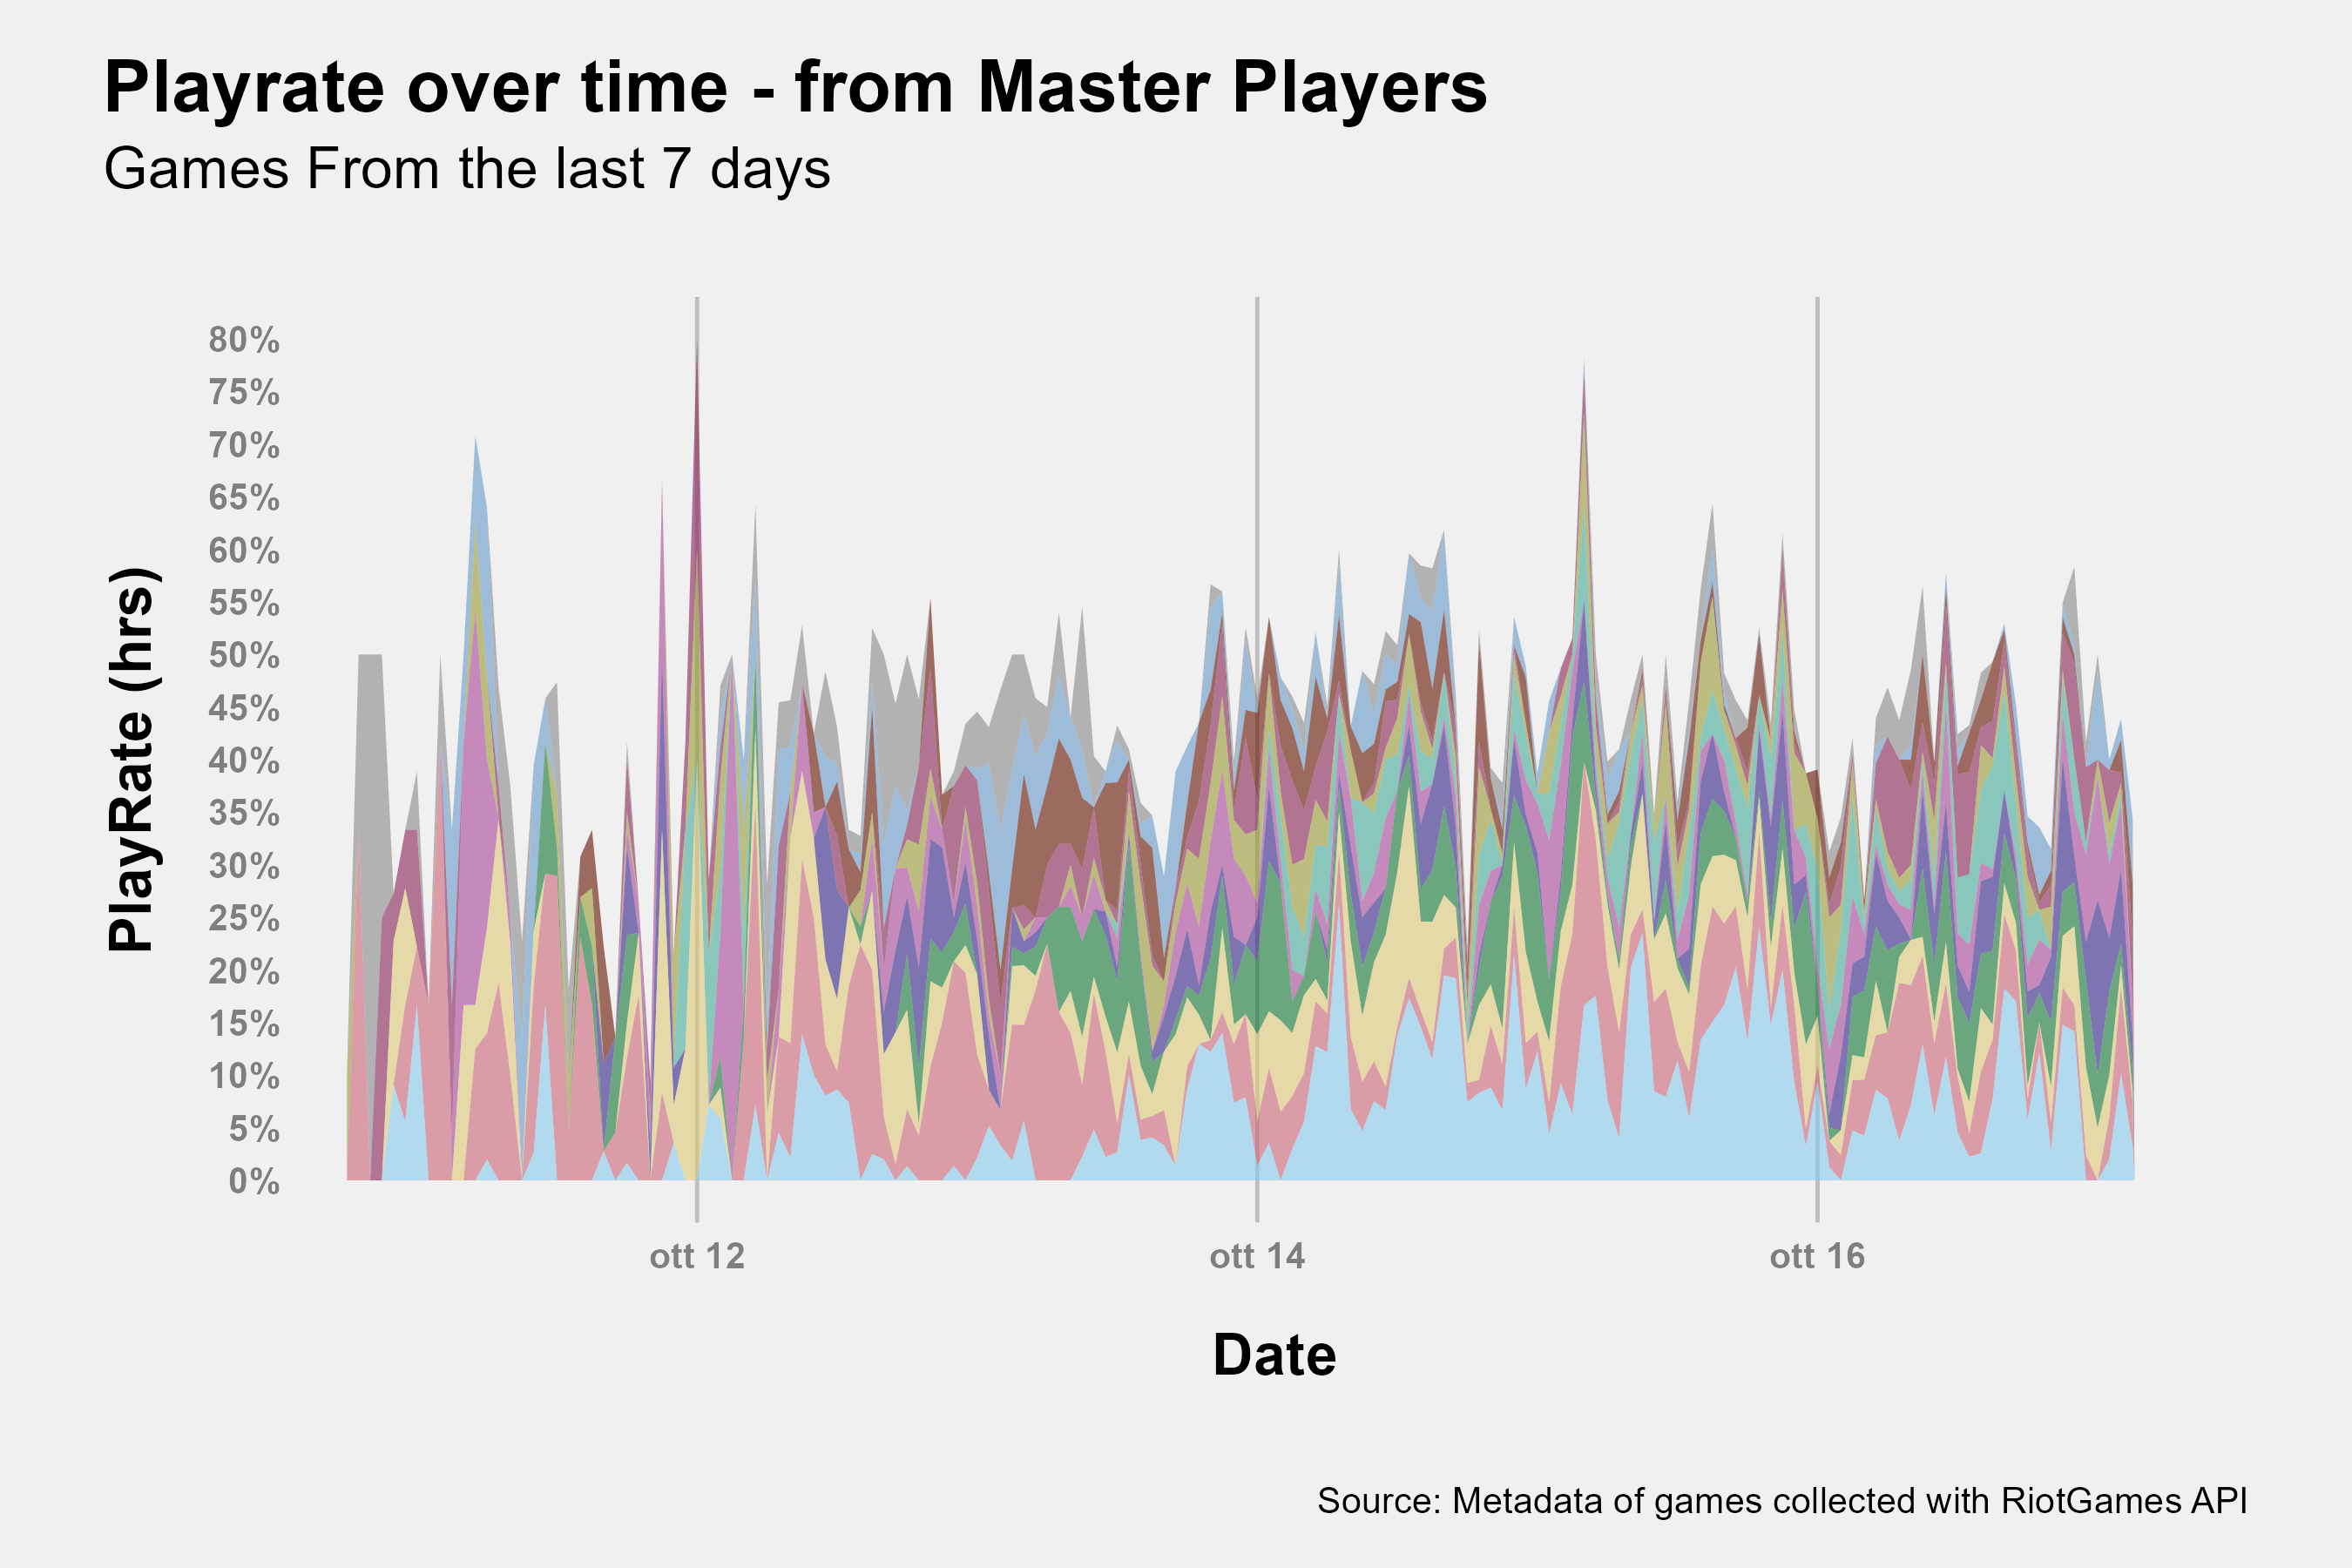 Playrate over time - from Master Players
Games From the last 7 days
80%
75%
70%
65%
60%
55%
50%
45%
40%
35%
30%
25%
20%
15%
10%
5%
0%
PlayRate (hrs)
ott 12
ott 14
ott 16
Date
Source: Metadata of games collected with RiotGames API